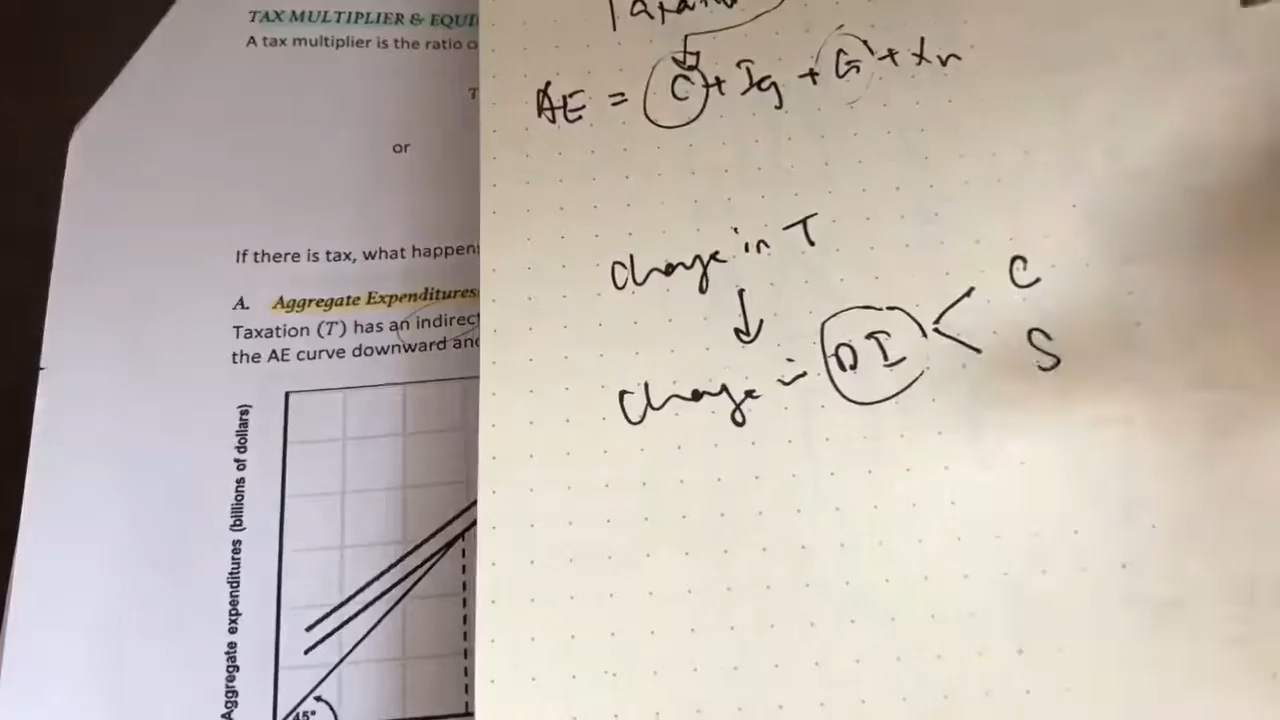 TAX MULTIPLIER & EQUI
A tax multiplier is the ratio o
T
or
If there is tax, what happen
A. Aggregate Expenditures
Taxation (T) has an indirec
the AE curve downward and
Aggregate expenditures (billions of dollars)
45°
AE = C + Ig + G + Xn
Change in T
Change in DI
C
S